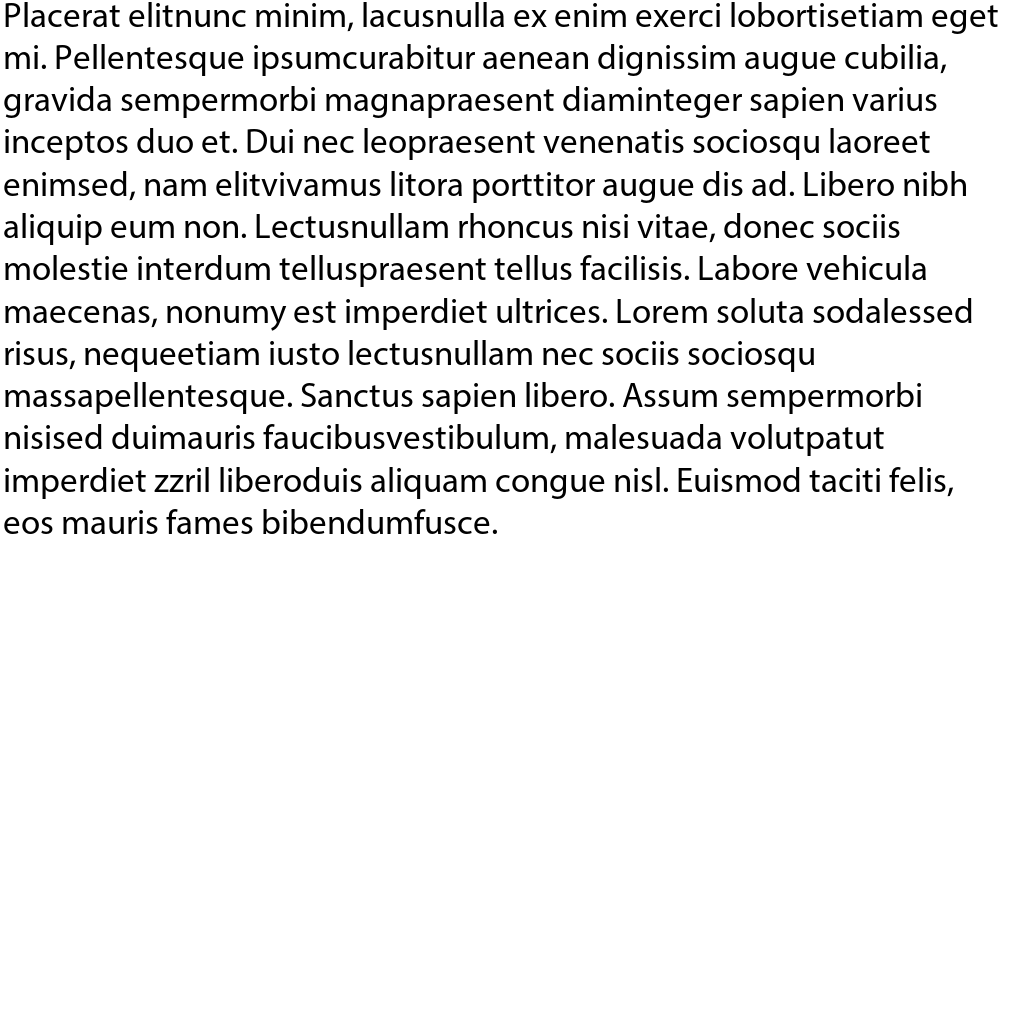 Placerat elitnunc minim, lacusnulla ex enim exerci lobortisetiam eget
mi. Pellentesque ipsumcurabitur aenean dignissim augue cubilia,
gravida sempermorbi magnapraesent diaminteger sapien varius
inceptos duo et. Dui nec leopraesent venenatis sociosqu laoreet
enimsed, nam elitvivamus litora porttitor augue dis ad. Libero nibh
aliquip eum non. Lectusnullam rhoncus nisi vitae, donec sociis
molestie interdum telluspraesent tellus facilisis. Labore vehicula
maecenas, nonumy est imperdiet ultrices. Lorem soluta sodalessed
risus, nequeetiam iusto lectusnullam nec sociis sociosqu
massapellentesque. Sanctus sapien libero. Assum sempermorbi
nisised duimauris faucibusvestibulum, malesuada volutpatut
imperdiet zzril liberoduis aliquam congue nisl. Euismod taciti felis,
eos mauris fames bibendumfusce.